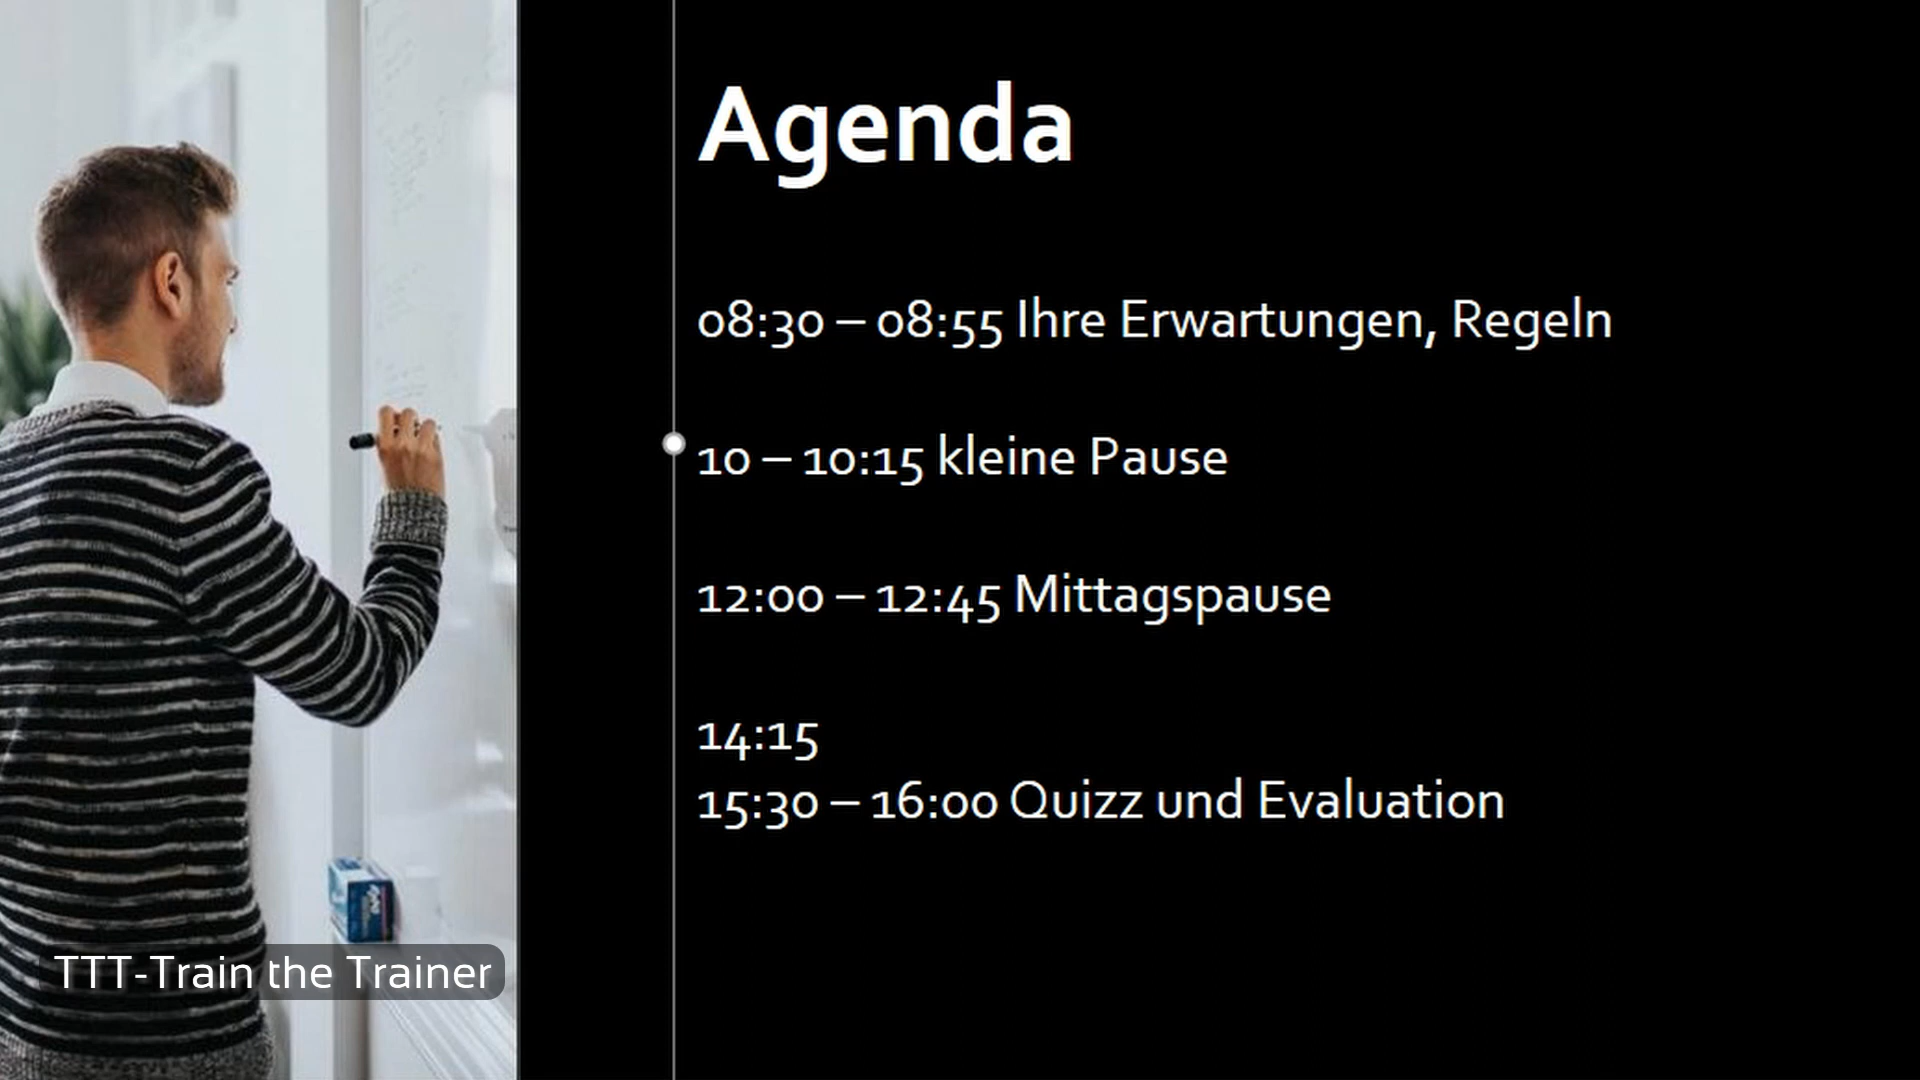 Agenda
08:30 – 08:55 Ihre Erwartungen, Regeln
10 – 10:15 kleine Pause
12:00 – 12:45 Mittagspause
14:15
15:30 – 16:00 Quizz und Evaluation
TTT-Train the Trainer